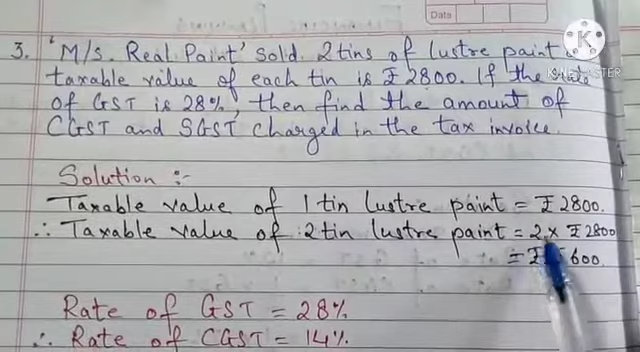 Date
3. 'M/s. Real Paint' sold 2 tins of lustre paint
taxable value of each tin is ₹2800. If the rate
of GST is 28%, then find the amount of
CGST and SGST charged in the tax invoice.
Solution :-
Taxable value of 1 tin lustre paint = ₹2800.
∴ Taxable value of 2 tin lustre paint = 2 × ₹2800
= ₹ 600.
Rate of GST = 28%
∴ Rate of CGST = 14%